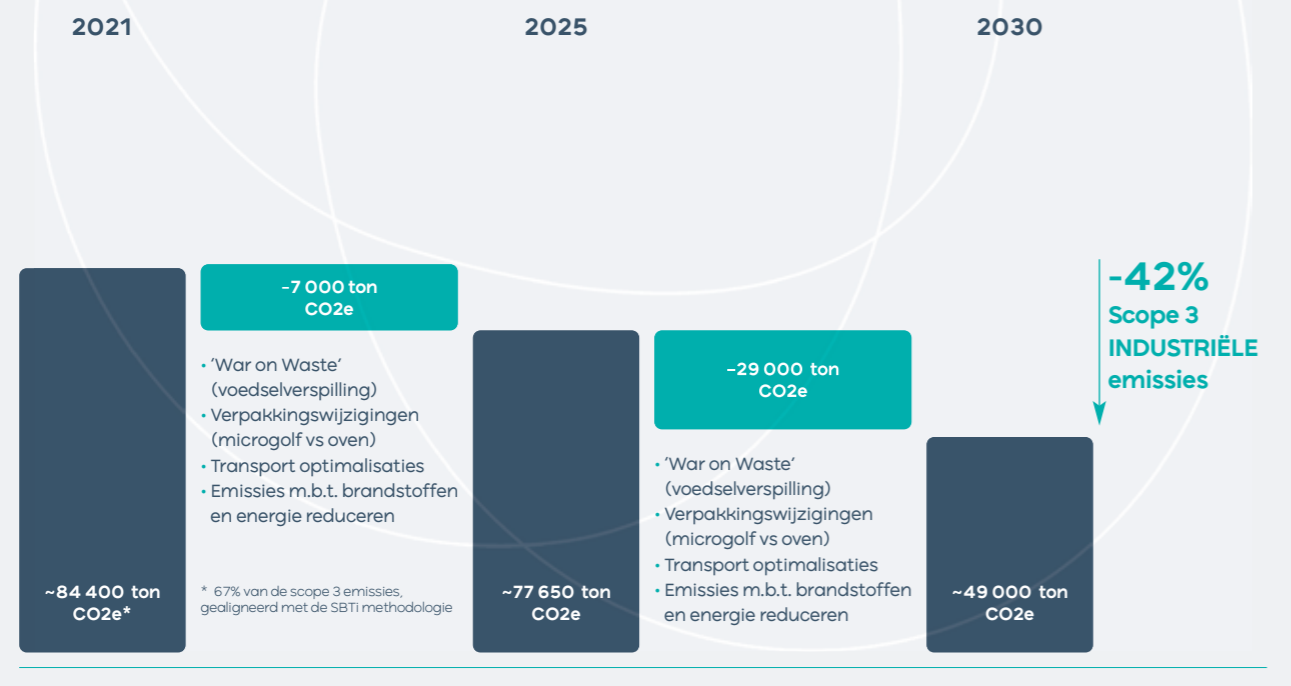 2021
2025
2030
~84 400 ton
CO2e*
-7 000 ton
CO2e
• ‘War on Waste’
(voedselverspilling)
• Verpakkingswijzigingen
(microgolf vs oven)
• Transport optimalisaties
• Emissies m.b.t. brandstoffen
en energie reduceren
* 67% van de scope 3 emissies,
gealigneerd met de SBTi methodologie
~77 650 ton
CO2e
-29 000 ton
CO2e
• ‘War on Waste’
(voedselverspilling)
• Verpakkingswijzigingen
(microgolf vs oven)
• Transport optimalisaties
• Emissies m.b.t. brandstoffen
en energie reduceren
~49 000 ton
CO2e
-42%
Scope 3
INDUSTRIËLE
emissies